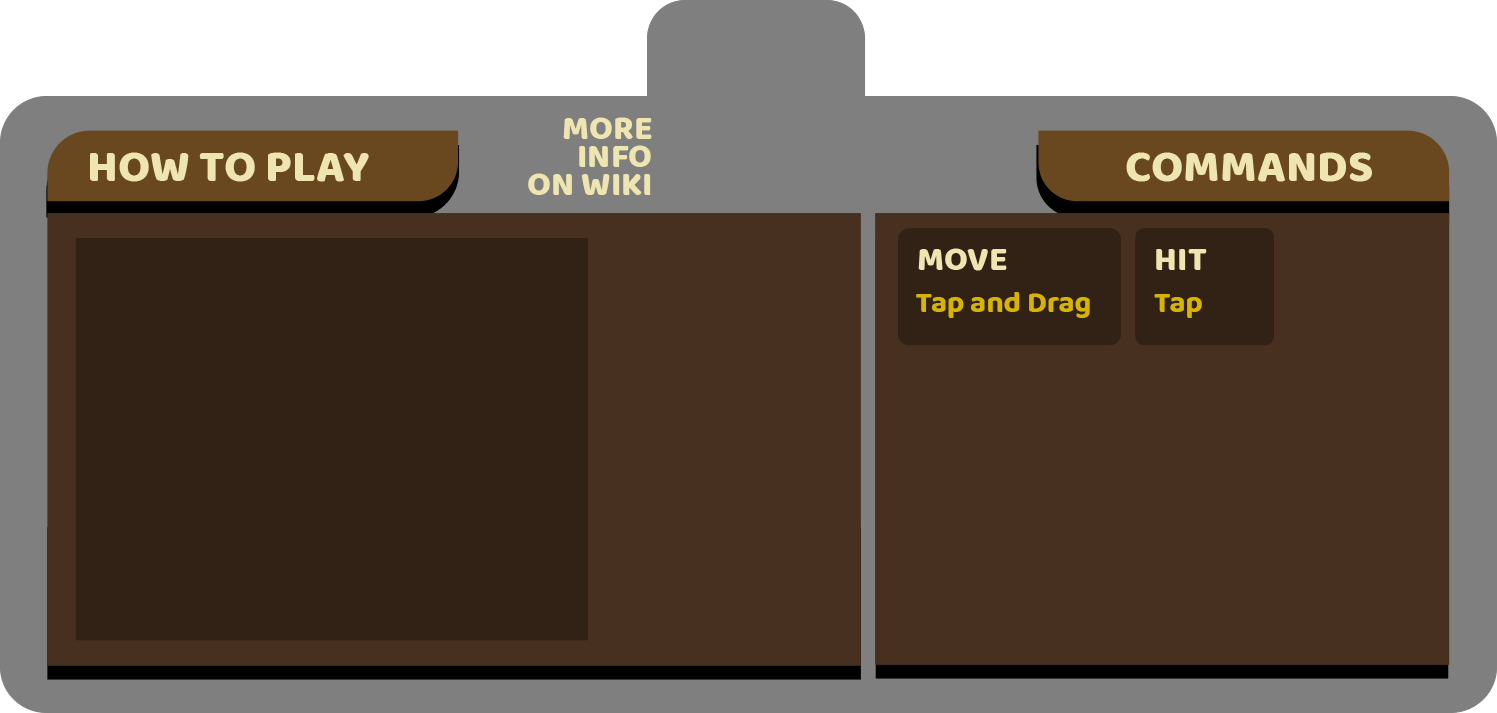 HOW TO PLAY
MORE
INFO
ON WIKI
COMMANDS
MOVE
Tap and Drag
HIT
Tap